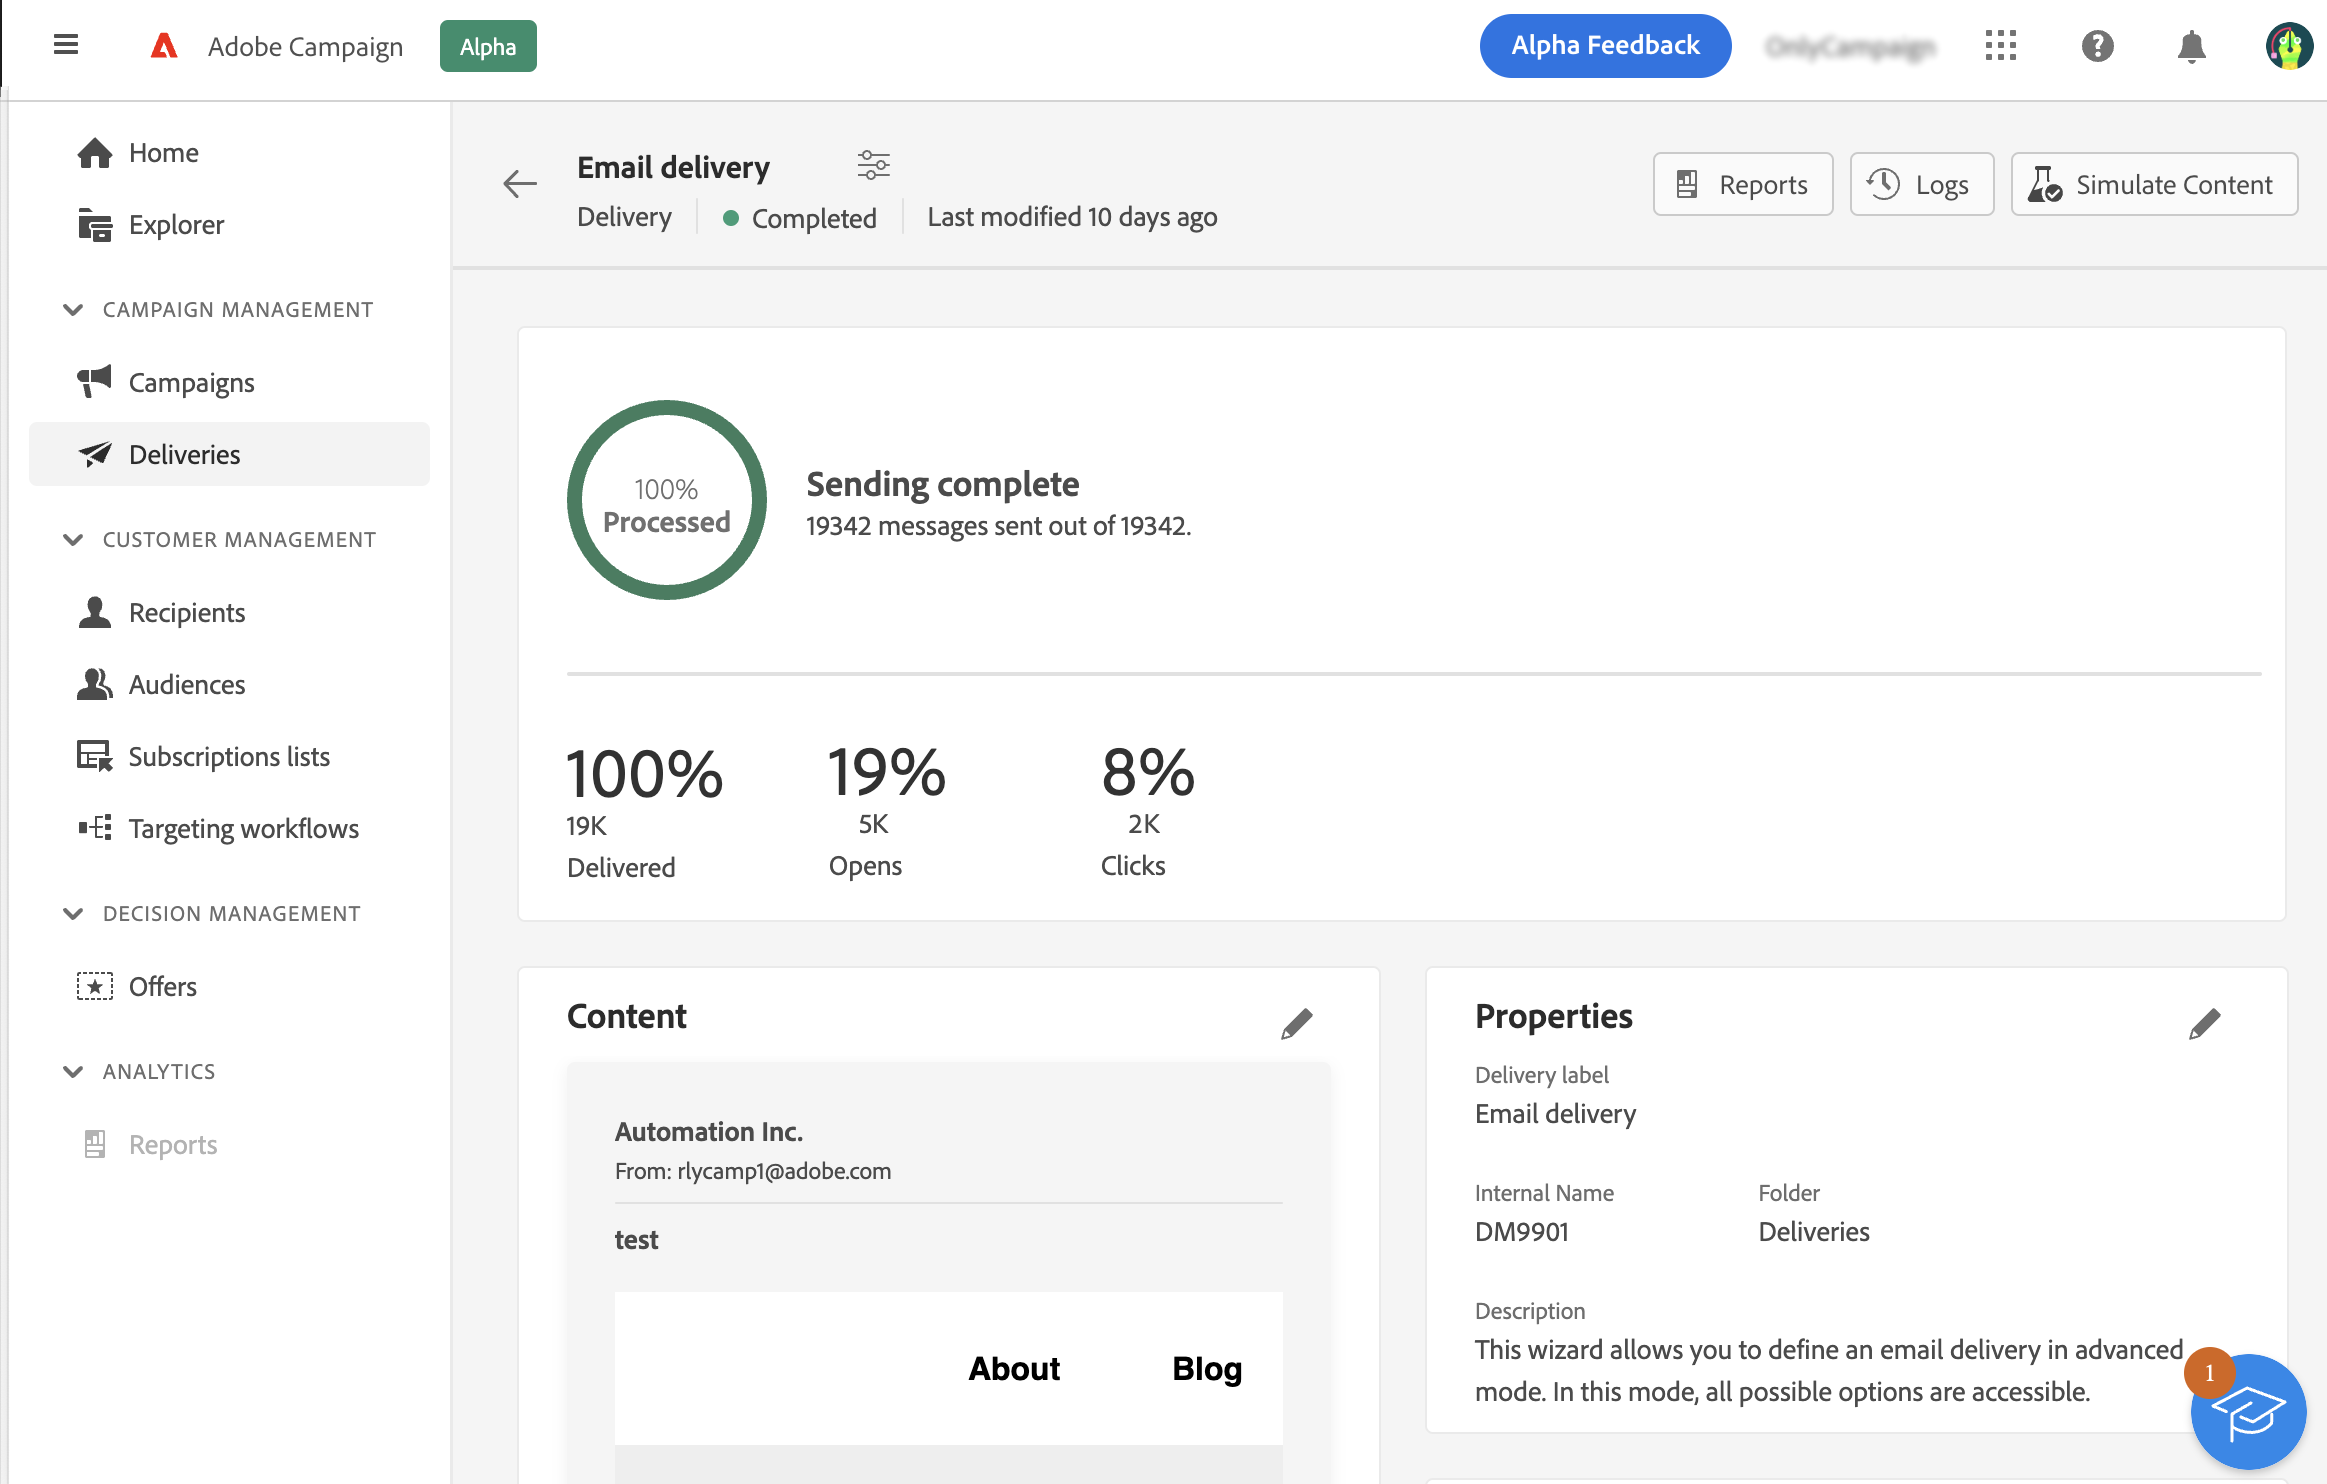 Adobe Campaign
Alpha
Alpha Feedback
Home
Explorer
CAMPAIGN MANAGEMENT
Campaigns
Deliveries
CUSTOMER MANAGEMENT
Recipients
Audiences
Subscriptions lists
Targeting workflows
DECISION MANAGEMENT
Offers
ANALYTICS
Reports
Email delivery
Delivery
Completed
Last modified 10 days ago
Reports
Logs
Simulate Content
100%
Processed
Sending complete
19342 messages sent out of 19342.
100%
19K
Delivered
19%
5K
Opens
8%
2K
Clicks
Content
Automation Inc.
From: rlycamp1@adobe.com
test
About
Blog
Properties
Delivery label
Email delivery
Internal Name
DM9901
Folder
Deliveries
Description
This wizard allows you to define an email delivery in advanced
mode. In this mode, all possible options are accessible.
1